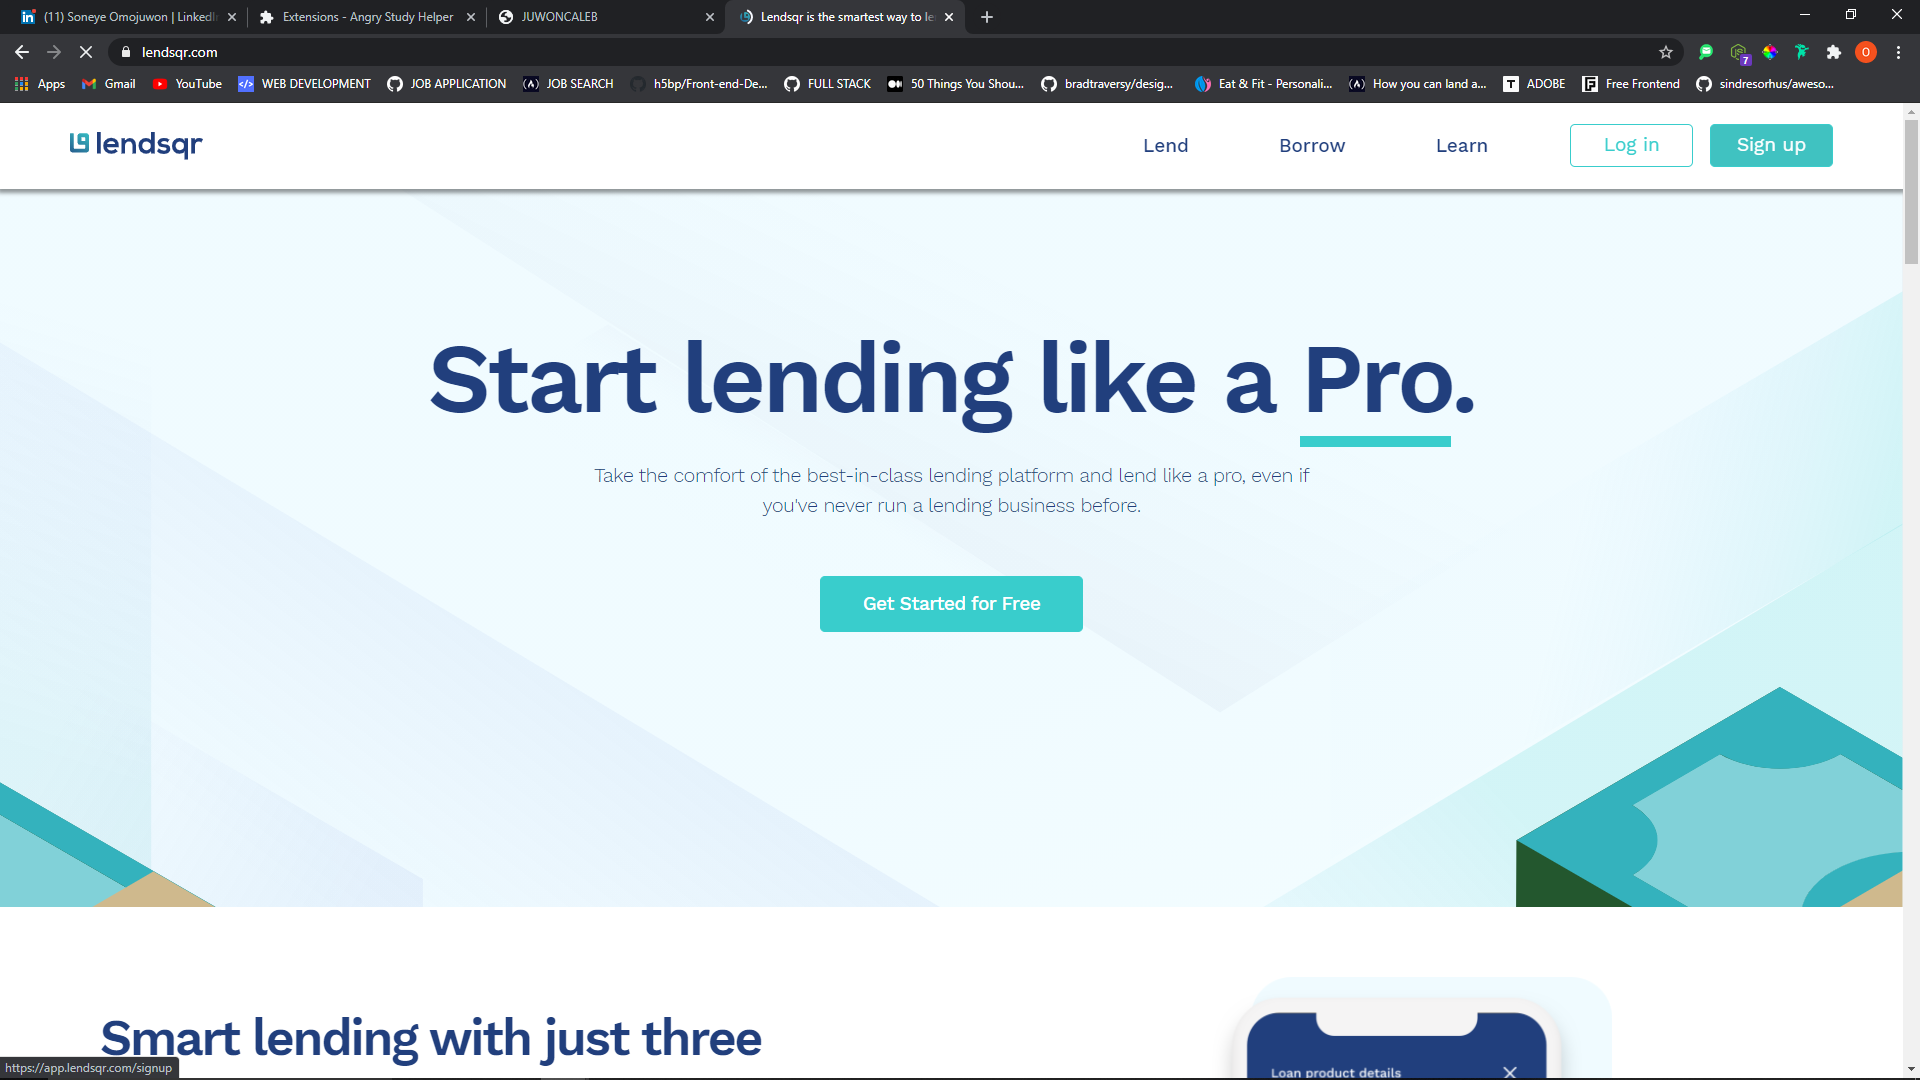 (11) Soneye Omojuwon | LinkedIn
Extensions - Angry Study Helper
JUWONCALEB
Lendsqr is the smartest way to le
lendsqr.com
7
O
Apps
Gmail
YouTube
WEB DEVELOPMENT
JOB APPLICATION
JOB SEARCH
h5bp/Front-end-De...
FULL STACK
50 Things You Shou...
bradtraversy/desig...
Eat & Fit - Personali...
How you can land a...
ADOBE
Free Frontend
sindresorhus/aweso...
lendsqr
Lend
Borrow
Learn
Log in
Sign up
Start lending like a Pro.
Take the comfort of the best-in-class lending platform and lend like a pro, even if
you've never run a lending business before.
Get Started for Free
Smart lending with just three
Loan product details
https://app.lendsqr.com/signup